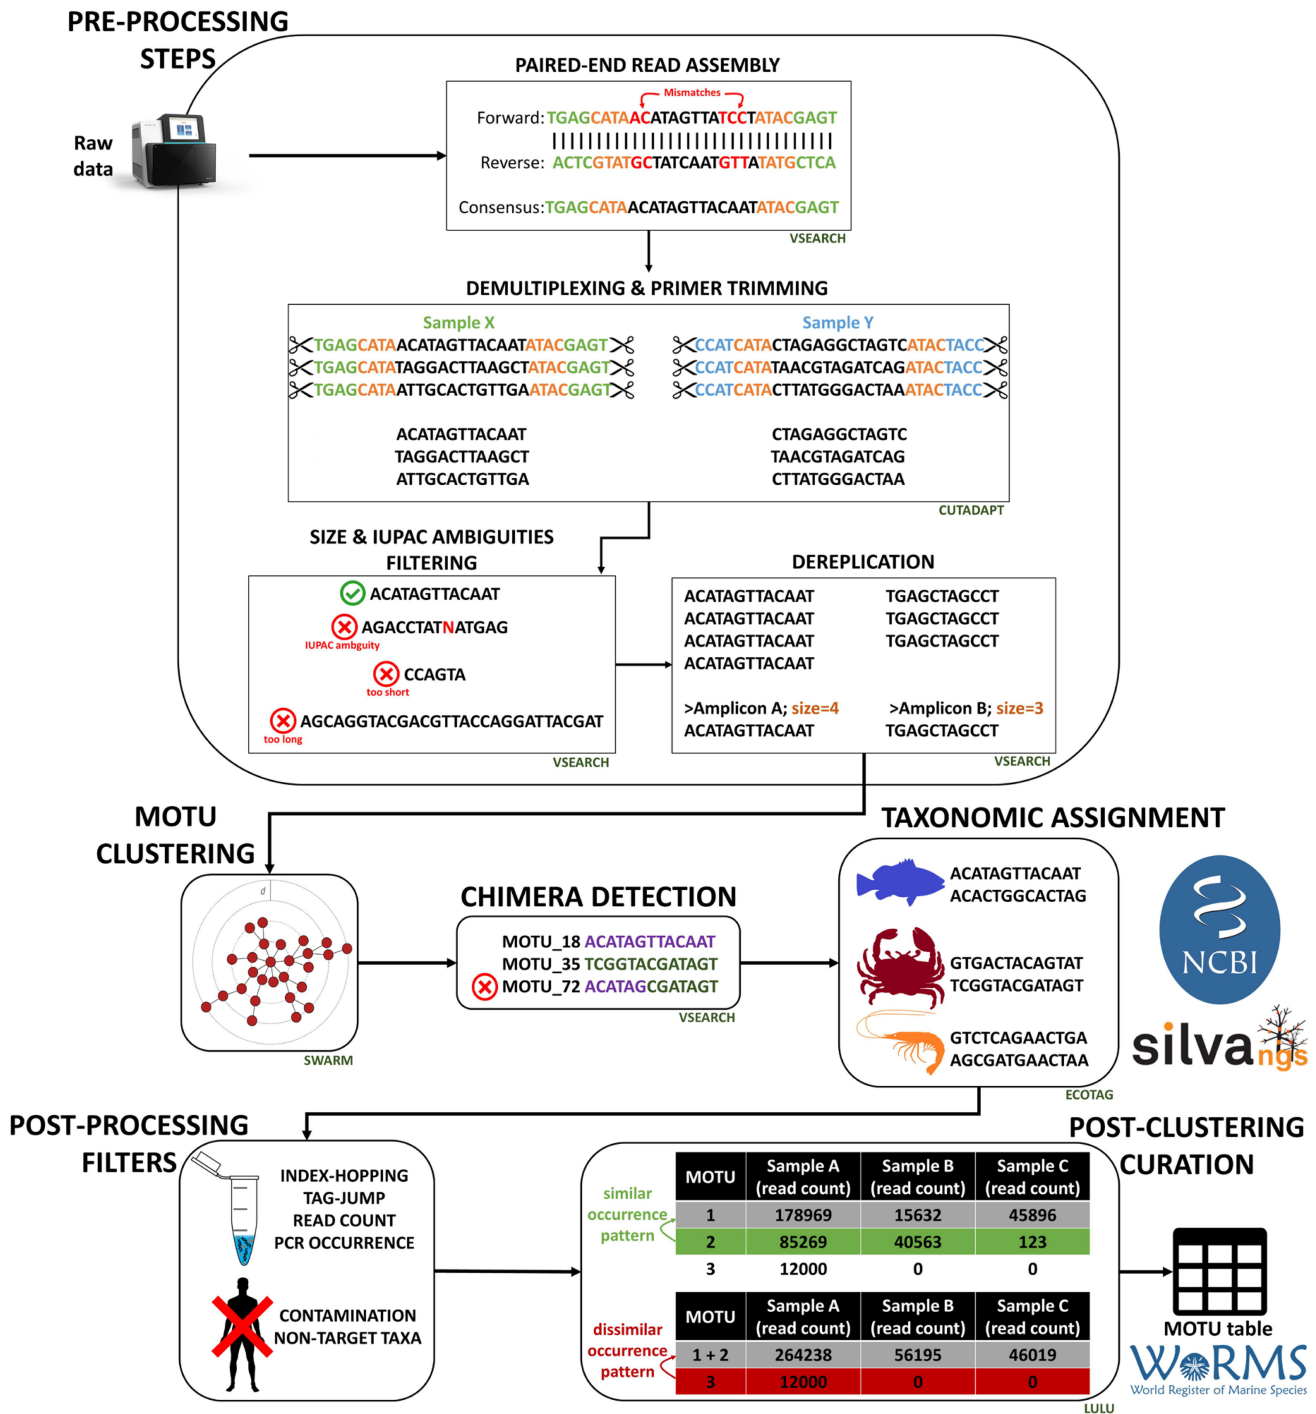 PRE-PROCESSING
STEPS
Raw
data
PAIRED-END READ ASSEMBLY
Mismatches
Forward:TGAGCATAACATAGTTATCCTATACGAGT
Reverse: ACTCGTATGCTATCAATGTTATATGCTCA
Consensus:TGAGCATAACATAGTTACAATATACGAGT
VSEARCH
DEMULTIPLEXING & PRIMER TRIMMING
Sample X
TGAGCATAACATAGTTACAATATACGAGT
TGAGCATATAGGACTTAAGCTATACGAGT
TGAGCATAATTGCACTGTTGAATACGAGT
ACATAGTTACAAT
TAGGACTTAAGCT
ATTGCACTGTTGA
Sample Y
CCATCATACTAGAGGCTAGTCATACTACC
CCATCATATAACGTAGATCAGATACTACC
CCATCATACTTATGGGACTAAATACTACC
CTAGAGGCTAGTC
TAACGTAGATCAG
CTTATGGGACTAA
CUTADAPT
SIZE & IUPAC AMBIGUITIES
FILTERING
ACATAGTTACAAT
AGACCTATNATGAG
IUPAC ambguity
CCAGTA
too short
AGCAGGTACGACGTTACCAGGATTACGAT
too long
VSEARCH
DEREPLICATION
ACATAGTTACAAT
ACATAGTTACAAT
ACATAGTTACAAT
ACATAGTTACAAT
>Amplicon A; size=4
ACATAGTTACAAT
TGAGCTAGCCT
TGAGCTAGCCT
TGAGCTAGCCT
>Amplicon B; size=3
TGAGCTAGCCT
VSEARCH
MOTU
CLUSTERING
d
SWARM
CHIMERA DETECTION
MOTU_18 ACATAGTTACAAT
MOTU_35 TCGGTACGATAGT
MOTU_72 ACATAGCGATAGT
VSEARCH
TAXONOMIC ASSIGNMENT
ACATAGTTACAAT
ACACTGGCACTAG
GTGACTACAGTAT
TCGGTACGATAGT
GTCTCAGAACTGA
AGCGATGAACTAA
ECOTAG
NCBI
silva
ngs
POST-PROCESSING
FILTERS
INDEX-HOPPING
TAG-JUMP
READ COUNT
PCR OCCURRENCE
CONTAMINATION
NON-TARGET TAXA
POST-CLUSTERING
CURATION
similar
occurrence
pattern
MOTU Sample A (read count) Sample B (read count) Sample C (read count)
1 178969 15632 45896
2 85269 40563 123
3 12000 0 0
dissimilar
occurrence
pattern
MOTU Sample A (read count) Sample B (read count) Sample C (read count)
1 + 2 264238 56195 46019
3 12000 0 0
LULU
MOTU table
WoRMS
World Register of Marine Species